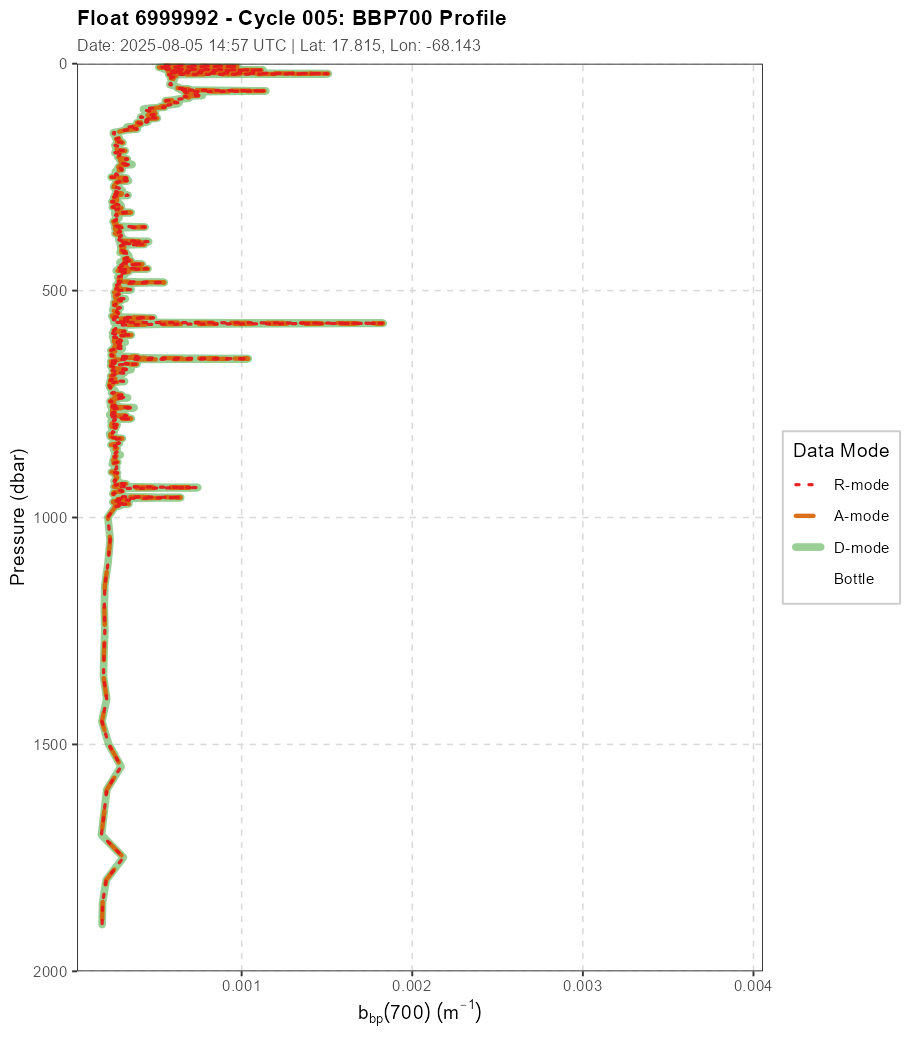 Float 6999992 - Cycle 005: BBP700 Profile
Date: 2025-08-05 14:57 UTC | Lat: 17.815, Lon: -68.143
0
500
1000
1500
2000
Pressure (dbar)
0.001
0.002
0.003
0.004
b_bp(700) (m⁻¹)
Data Mode
R-mode
A-mode
D-mode
Bottle